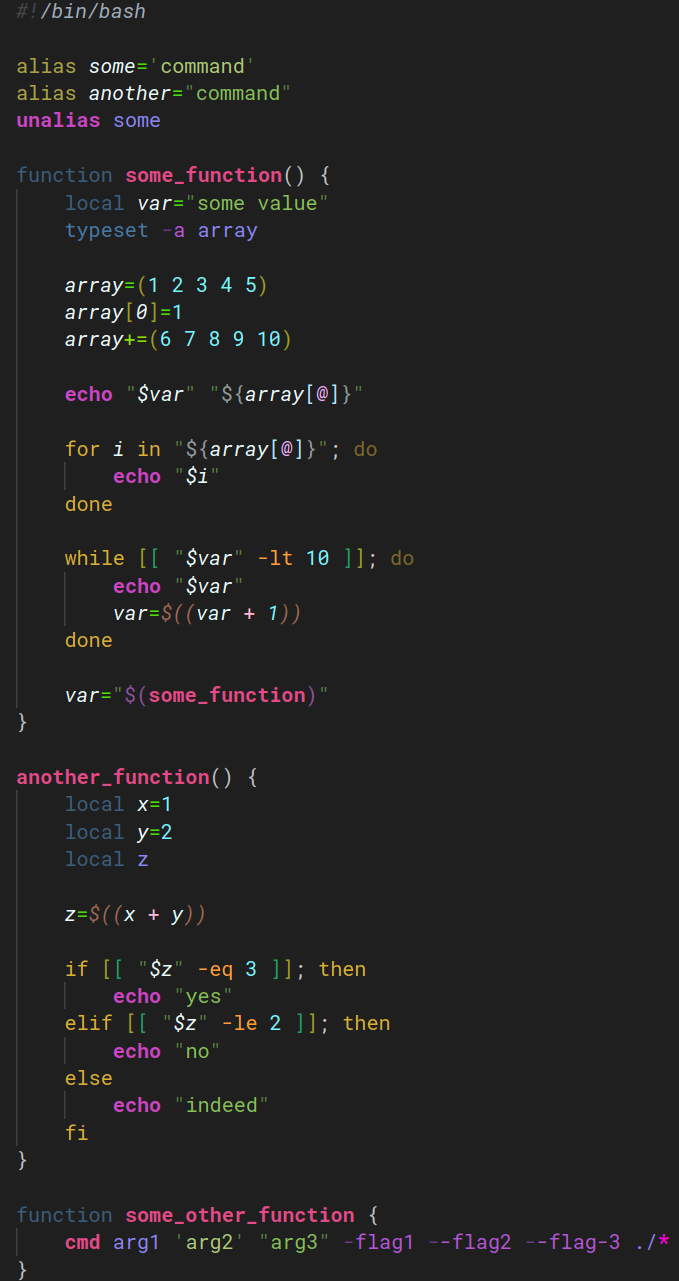 #!/bin/bash

alias some='command'
alias another="command"
unalias some

function some_function() {
    local var="some value"
    typeset -a array

    array=(1 2 3 4 5)
    array[0]=1
    array+=(6 7 8 9 10)

    echo "$var" "${array[@]}"

    for i in "${array[@]}"; do
        echo "$i"
    done

    while [[ "$var" -lt 10 ]]; do
        echo "$var"
        var=$((var + 1))
    done

    var="$(some_function)"
}

another_function() {
    local x=1
    local y=2
    local z

    z=$((x + y))

    if [[ "$z" -eq 3 ]]; then
        echo "yes"
    elif [[ "$z" -le 2 ]]; then
        echo "no"
    else
        echo "indeed"
    fi
}

function some_other_function {
    cmd arg1 'arg2' "arg3" -flag1 --flag2 --flag-3 ./*
}